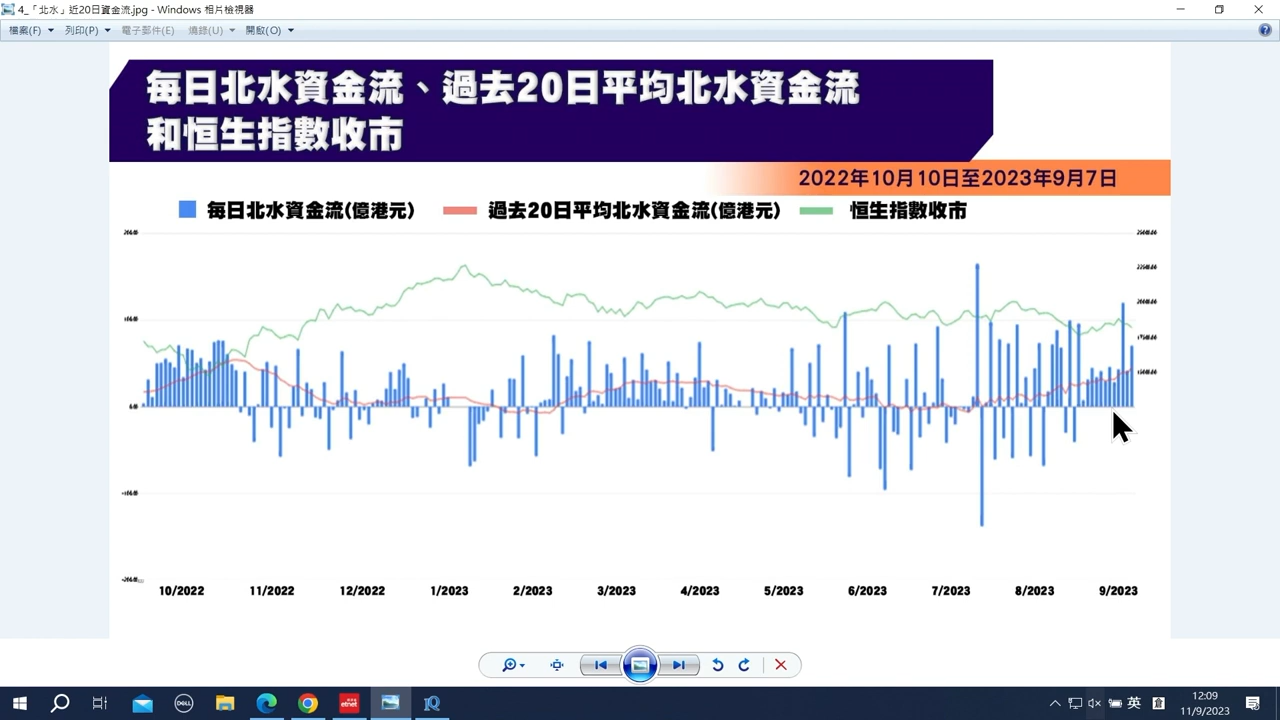 4_「北水」近20日資金流.jpg - Windows 相片檢視器
檔案(F) 列印(P) 電子郵件(E) 燒錄(U) 開啟(O)
每日北水資金流、過去20日平均北水資金流
和恒生指數收市
2022年10月10日至2023年9月7日
每日北水資金流(億港元) 過去20日平均北水資金流(億港元) 恒生指數收市
10/2022 11/2022 12/2022 1/2023 2/2023 3/2023 4/2023 5/2023 6/2023 7/2023 8/2023 9/2023
DELL etnet IQ 英 12:09
11/9/2023